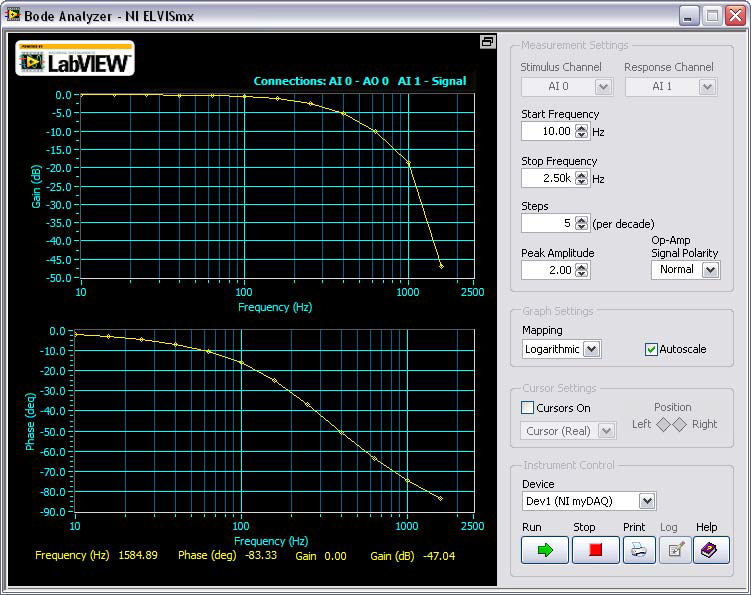 Bode Analyzer - NI ELVISmx
LabVIEW
Connections: AI 0 - AO 0 AI 1 - Signal
Gain (dB)
0.0
-5.0
-10.0
-15.0
-20.0
-25.0
-30.0
-35.0
-40.0
-45.0
-50.0
10 100 1000 2500
Frequency (Hz)
Phase (deg)
0.0
-10.0
-20.0
-30.0
-40.0
-50.0
-60.0
-70.0
-80.0
-90.0
10 100 1000 2500
Frequency (Hz)
Frequency (Hz) 1584.89 Phase (deg) -83.33 Gain 0.00 Gain (dB) -47.04
Measurement Settings
Stimulus Channel Response Channel
AI 0 AI 1
Start Frequency
10.00 Hz
Stop Frequency
2.50k Hz
Steps
5 (per decade)
Peak Amplitude
2.00
Op-Amp
Signal Polarity
Normal
Graph Settings
Mapping
Logarithmic Autoscale
Cursor Settings
Cursors On Position
Cursor (Real) Left Right
Instrument Control
Device
Dev1 (NI myDAQ)
Run Stop Print Log Help